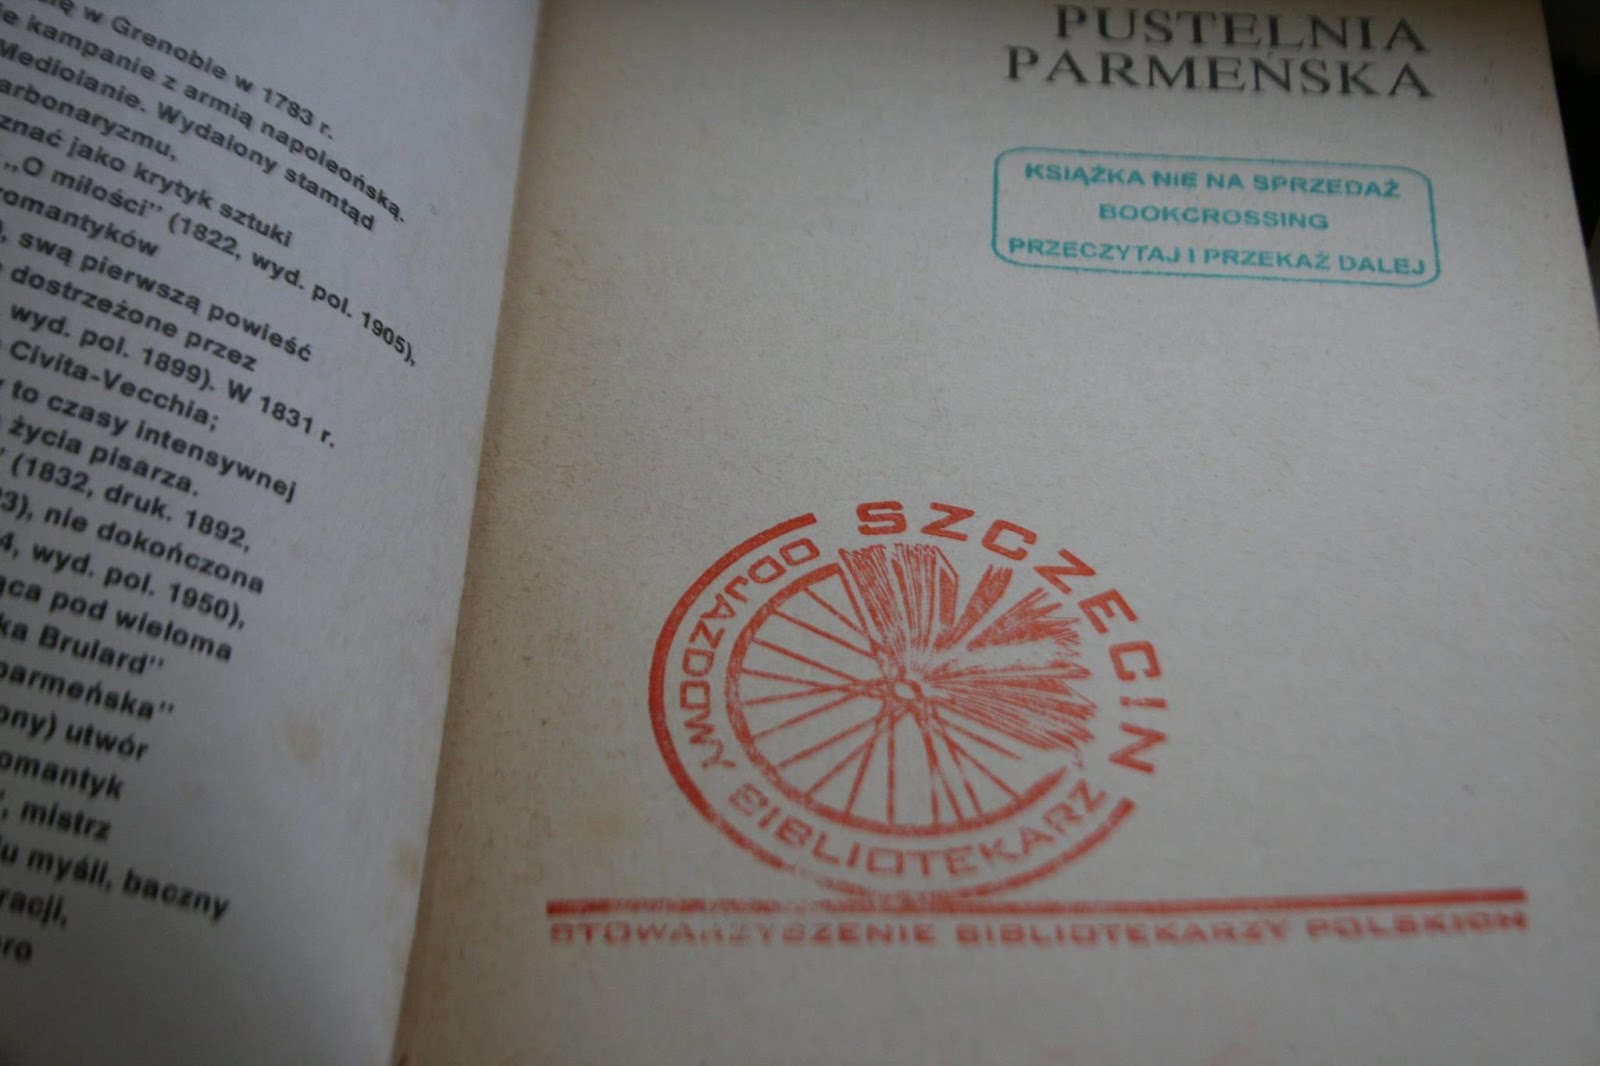 się w Grenoble w 1783 r.
kampanie z armią napoleońską.
Mediolanie. Wydalony stamtąd
arbonaryzmu,
znać jako krytyk sztuki
„O miłości” (1822, wyd. pol. 1905),
romantyków
, swą pierwszą powieść
dostrzeżone przez
wyd. pol. 1899). W 1831 r.
Civita-Vecchia;
to czasy intensywnej
życia pisarza.
” (1832, druk. 1892,
3), nie dokończona
4, wyd. pol. 1950),
ąca pod wieloma
ka Brulard”
parmeńska”
ony) utwór
omantyk
”, mistrz
u myśli, baczny
racji,
oro
PUSTELNIA
PARMEŃSKA
KSIĄŻKA NIE NA SPRZEDAŻ
BOOKCROSSING
PRZECZYTAJ I PRZEKAŻ DALEJ
SZCZECIN
ODJAZDOWY BIBLIOTEKARZ
STOWARZYSZENIE BIBLIOTEKARZY POLSKICH